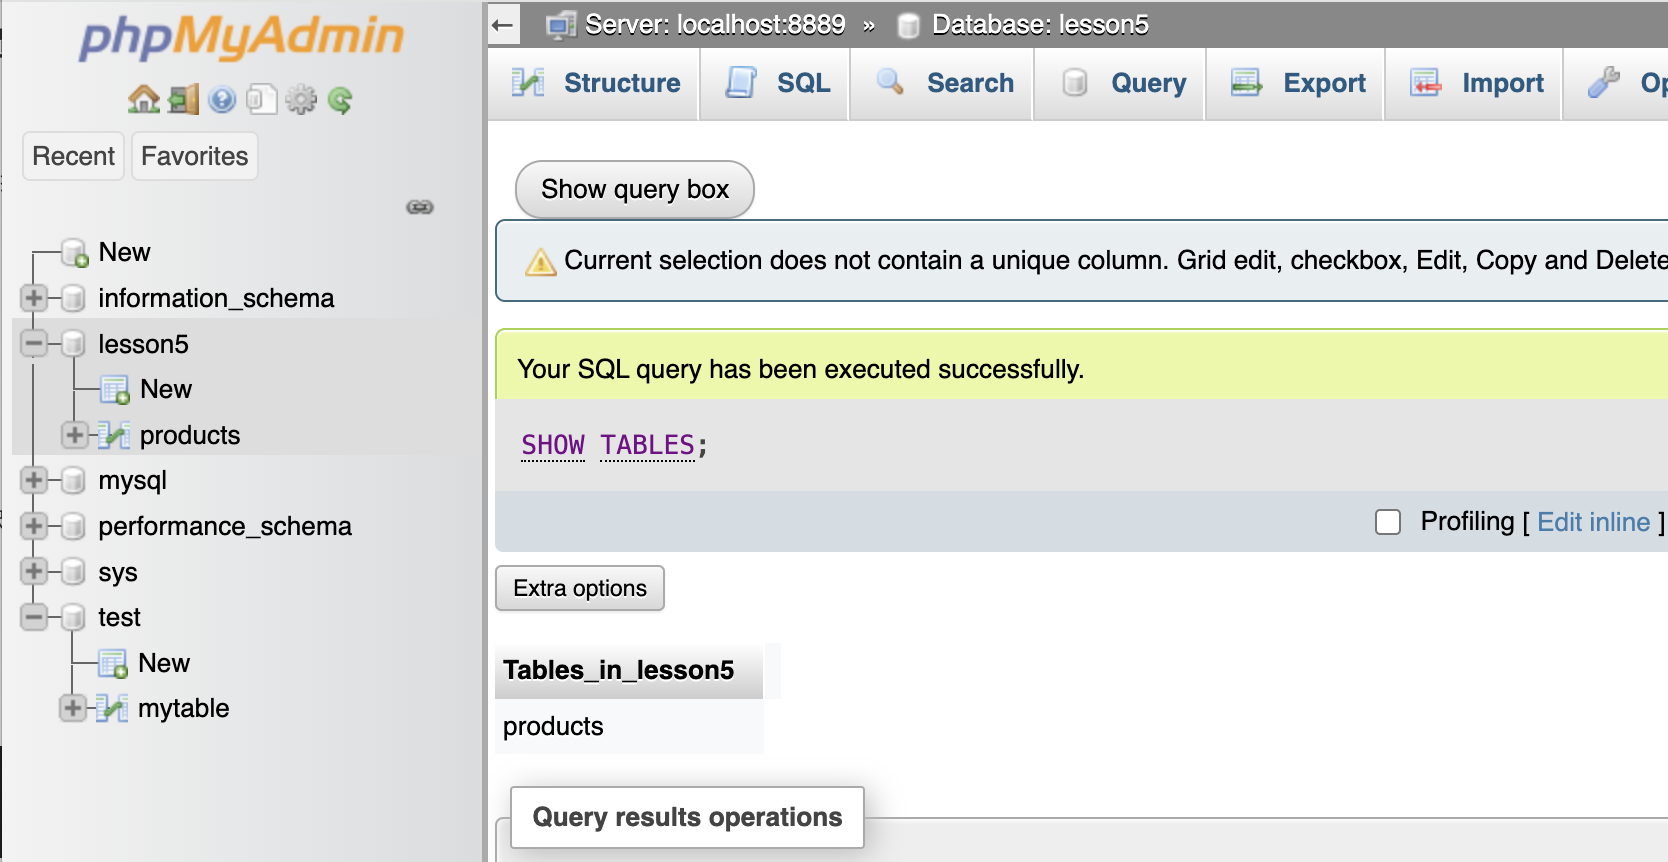 phpMyAdmin
Recent Favorites
New
information_schema
lesson5
New
products
mysql
performance_schema
sys
test
New
mytable
Server: localhost:8889 » Database: lesson5
Structure SQL Search Query Export Import
Show query box
Current selection does not contain a unique column. Grid edit, checkbox, Edit, Copy and Delete
Your SQL query has been executed successfully.
SHOW TABLES;
Profiling [ Edit inline ]
Extra options
Tables_in_lesson5
products
Query results operations